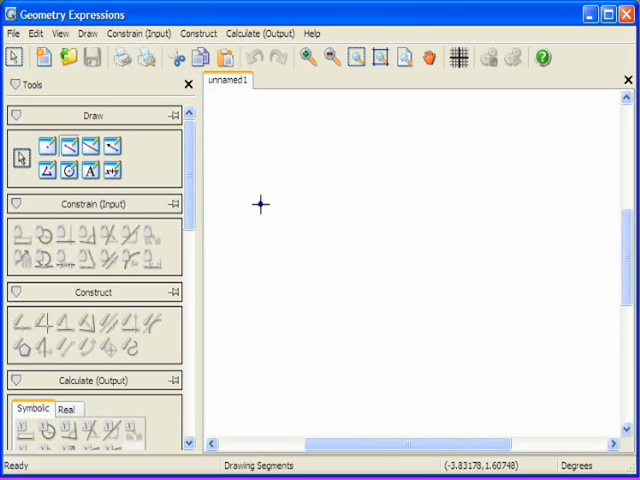 Geometry Expressions
File Edit View Draw Constrain (Input) Construct Calculate (Output) Help
Tools
unnamed1
Draw
A
x+y
Constrain (Input)
Construct
Calculate (Output)
Symbolic Real
Ready Drawing Segments (-3.83178,1.60748) Degrees